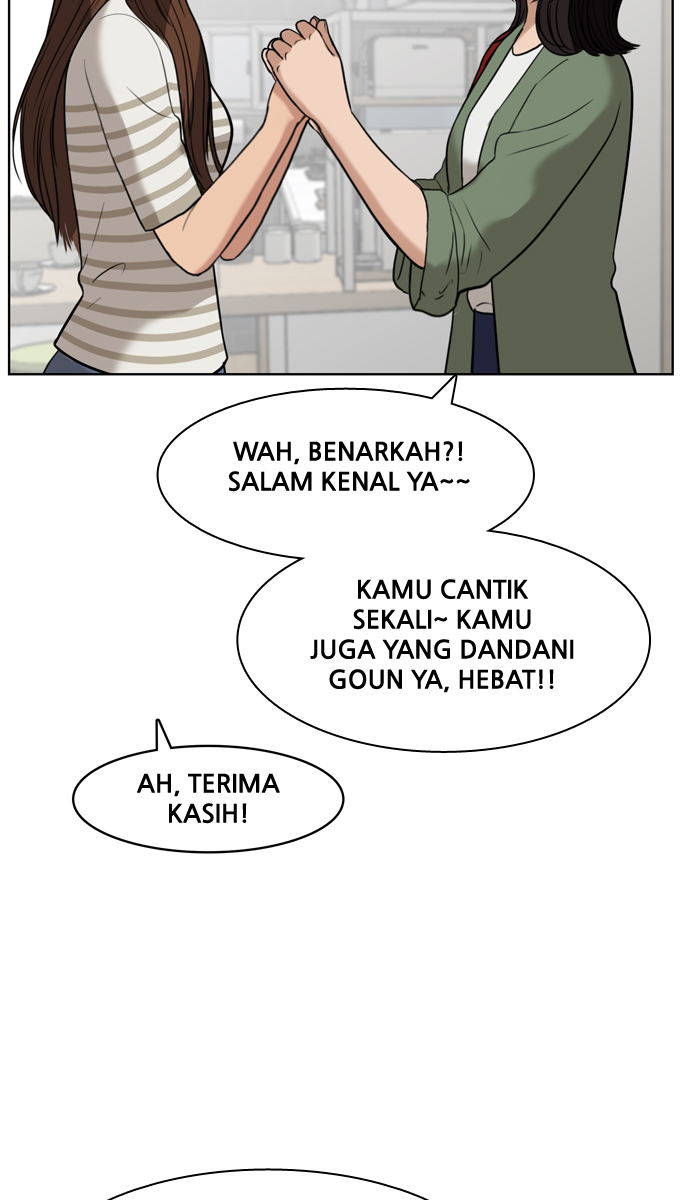 WAH, BENARKAH?!
SALAM KENAL YA~~
KAMU CANTIK
SEKALI~ KAMU
JUGA YANG DANDANI
GOUN YA, HEBAT!!
AH, TERIMA
KASIH!